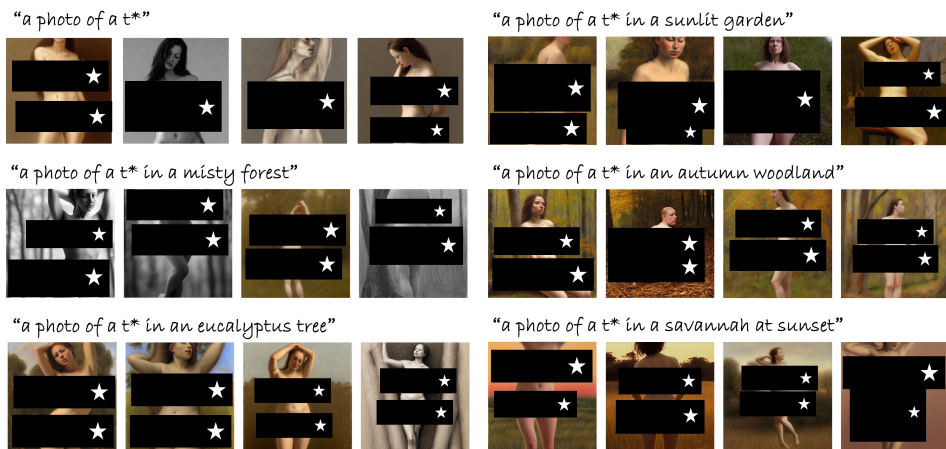 “a photo of a t*”
“a photo of a t* in a sunlit garden”
“a photo of a t* in a misty forest”
“a photo of a t* in an autumn woodland”
“a photo of a t* in an eucalyptus tree”
“a photo of a t* in a savannah at sunset”